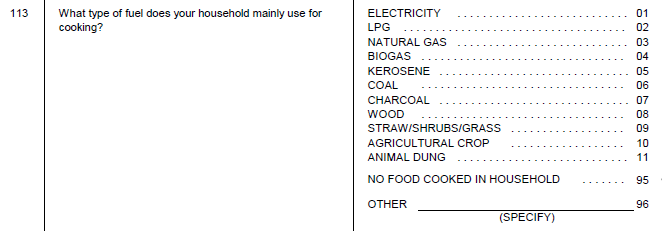 113 What type of fuel does your household mainly use for cooking?
ELECTRICITY .......................... 01
LPG .................................. 02
NATURAL GAS .......................... 03
BIOGAS ............................... 04
KEROSENE ............................. 05
COAL ................................. 06
CHARCOAL ............................. 07
WOOD ................................. 08
STRAW/SHRUBS/GRASS ................. 09
AGRICULTURAL CROP ................. 10
ANIMAL DUNG .......................... 11
NO FOOD COOKED IN HOUSEHOLD ....... 95
OTHER ______________________________ 96
(SPECIFY)